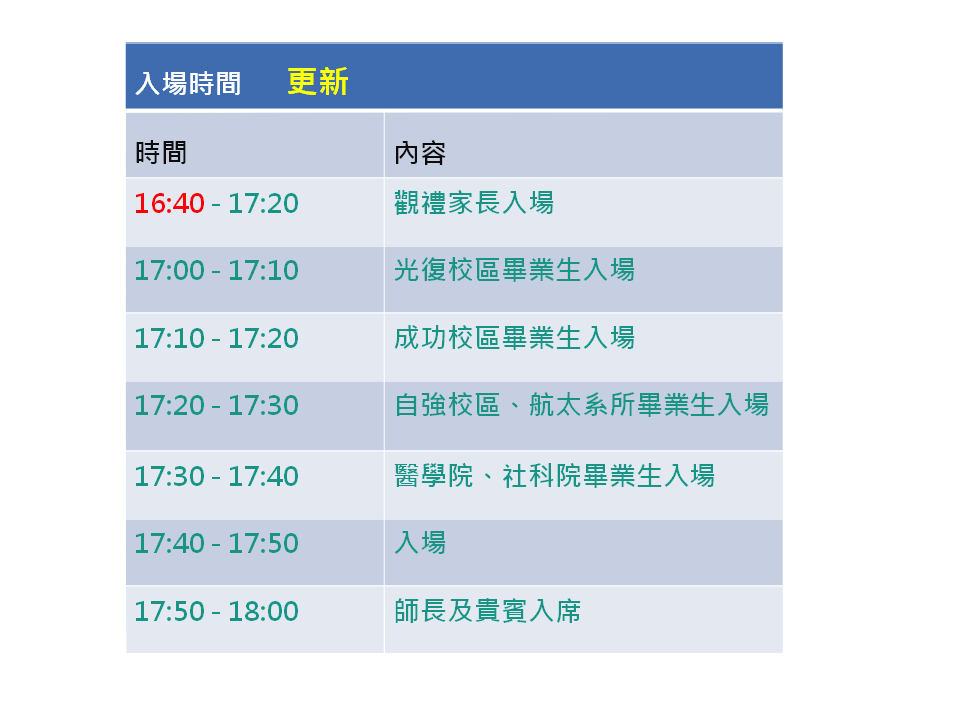 入場時間 更新
時間 內容
16:40 - 17:20 觀禮家長入場
17:00 - 17:10 光復校區畢業生入場
17:10 - 17:20 成功校區畢業生入場
17:20 - 17:30 自強校區、航太系所畢業生入場
17:30 - 17:40 醫學院、社科院畢業生入場
17:40 - 17:50 入場
17:50 - 18:00 師長及貴賓入席